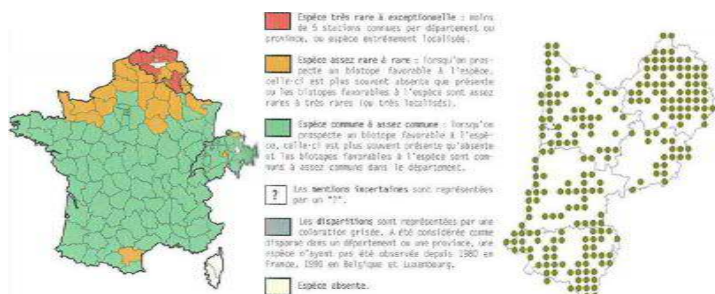 Espèce très rare à exceptionnelle : moins
de 5 stations connues par département ou
province, ou espèce extrêmement localisée.
Espèce assez rare à rare : lorsqu'on pros-
pecte un biotope favorable à l'espèce,
celle-ci est plus souvent absente que présente
ou les biotopes favorables à l'espèce sont assez
rares à très rares (ou très localisés).
Espèce commune à assez commune : lorsqu'on
prospecte un biotope favorable à l'espè-
ce, celle-ci est plus souvent présente qu'absente
et les biotopes favorables à l'espèce sont com-
muns à assez communs dans le département.
?
Les mentions incertaines sont représentées
par un "?".
Les disparitions sont représentées par une
coloration grisée. A été considérée comme
disparue dans un département ou une province, une
espèce n'ayant pas été observée depuis 1980 en
France, 1990 en Belgique et Luxembourg.
Espèce absente.